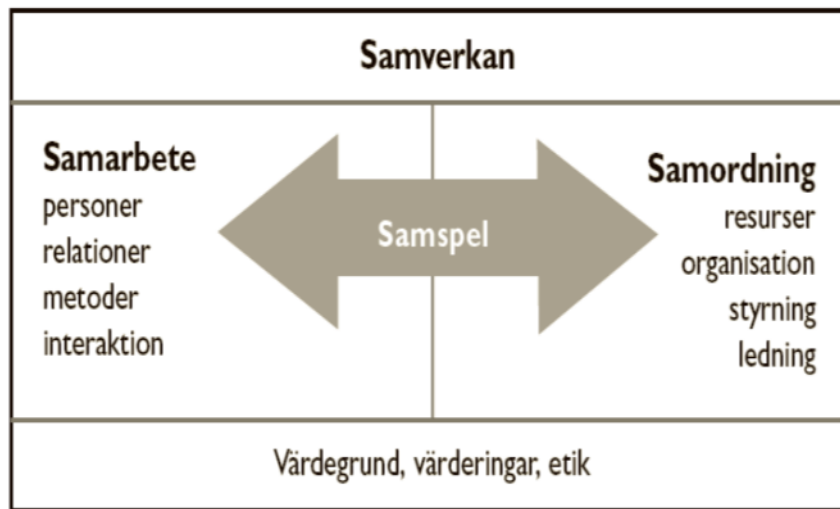 Samverkan
Samarbete
personer
relationer
metoder
interaktion
Samspel
Samordning
resurser
organisation
styrning
ledning
Värdegrund, värderingar, etik